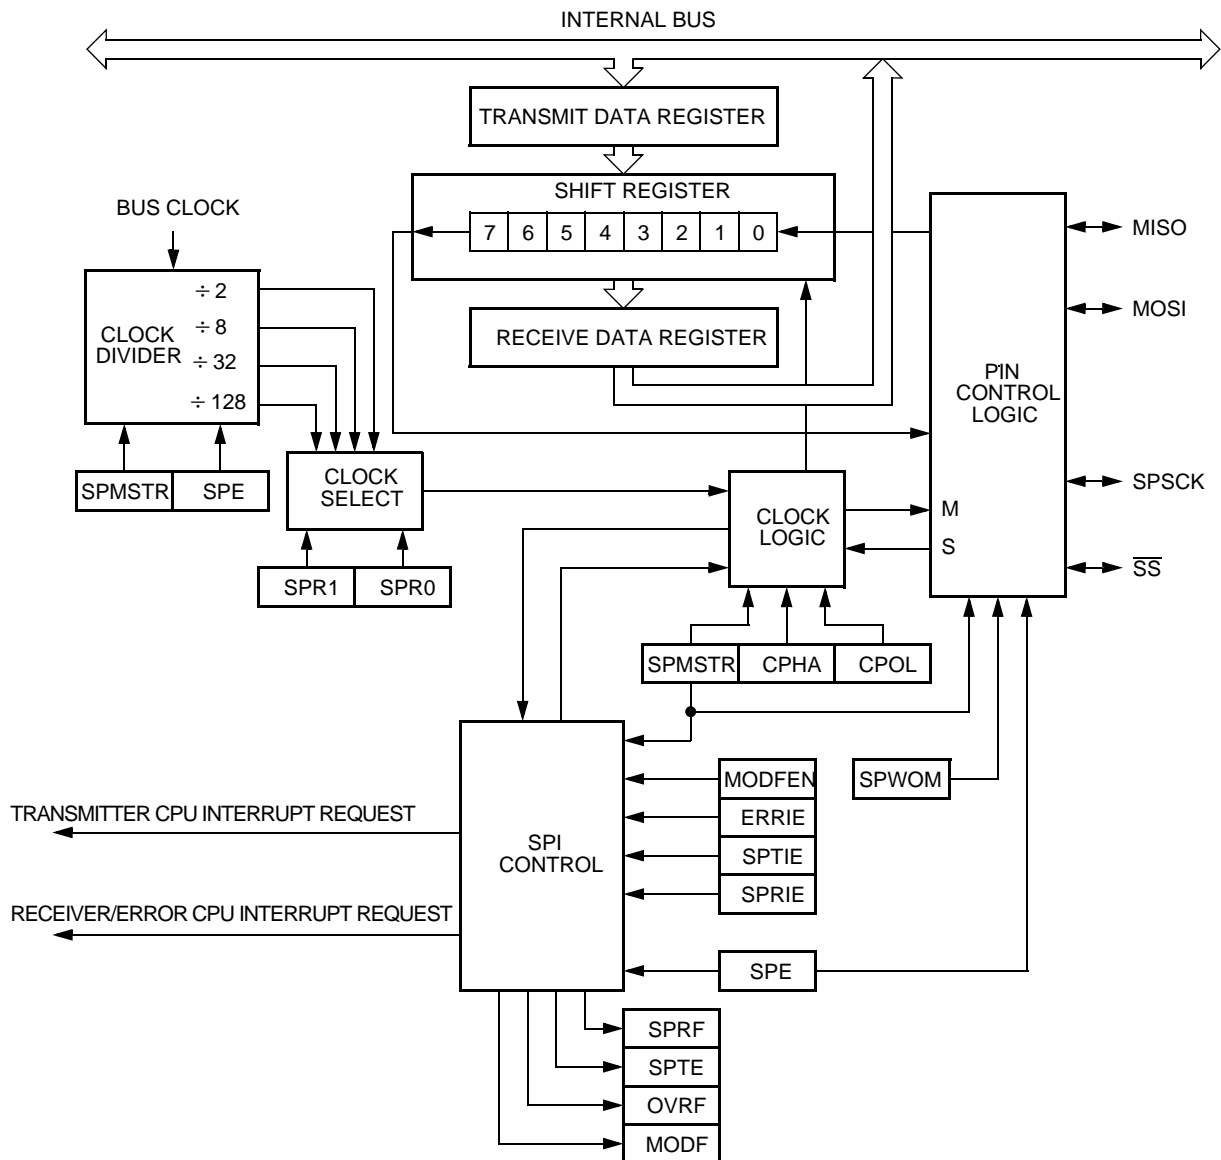 INTERNAL BUS
TRANSMIT DATA REGISTER
SHIFT REGISTER
7 6 5 4 3 2 1 0
RECEIVE DATA REGISTER
BUS CLOCK
CLOCK
DIVIDER
÷ 2
÷ 8
÷ 32
÷ 128
SPMSTR SPE
CLOCK
SELECT
SPR1 SPR0
CLOCK
LOGIC
SPMSTR CPHA CPOL
PIN
CONTROL
LOGIC
M
S
MISO
MOSI
SPSCK
SS
SPI
CONTROL
MODFEN
ERRIE
SPTIE
SPRIE
SPE
SPWOM
TRANSMITTER CPU INTERRUPT REQUEST
RECEIVER/ERROR CPU INTERRUPT REQUEST
SPRF
SPTE
OVRF
MODF